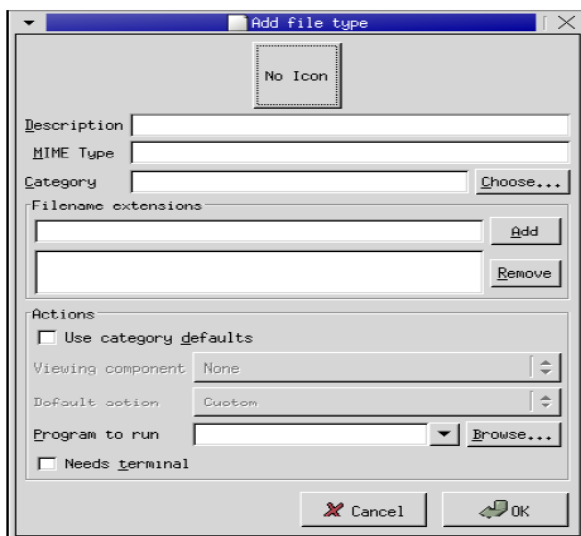 Add file type
No Icon
Description
MIME Type
Category Choose...
Filename extensions
Add
Remove
Actions
Use category defaults
Viewing component None
Default action Custom
Program to run Browse...
Needs terminal
Cancel OK